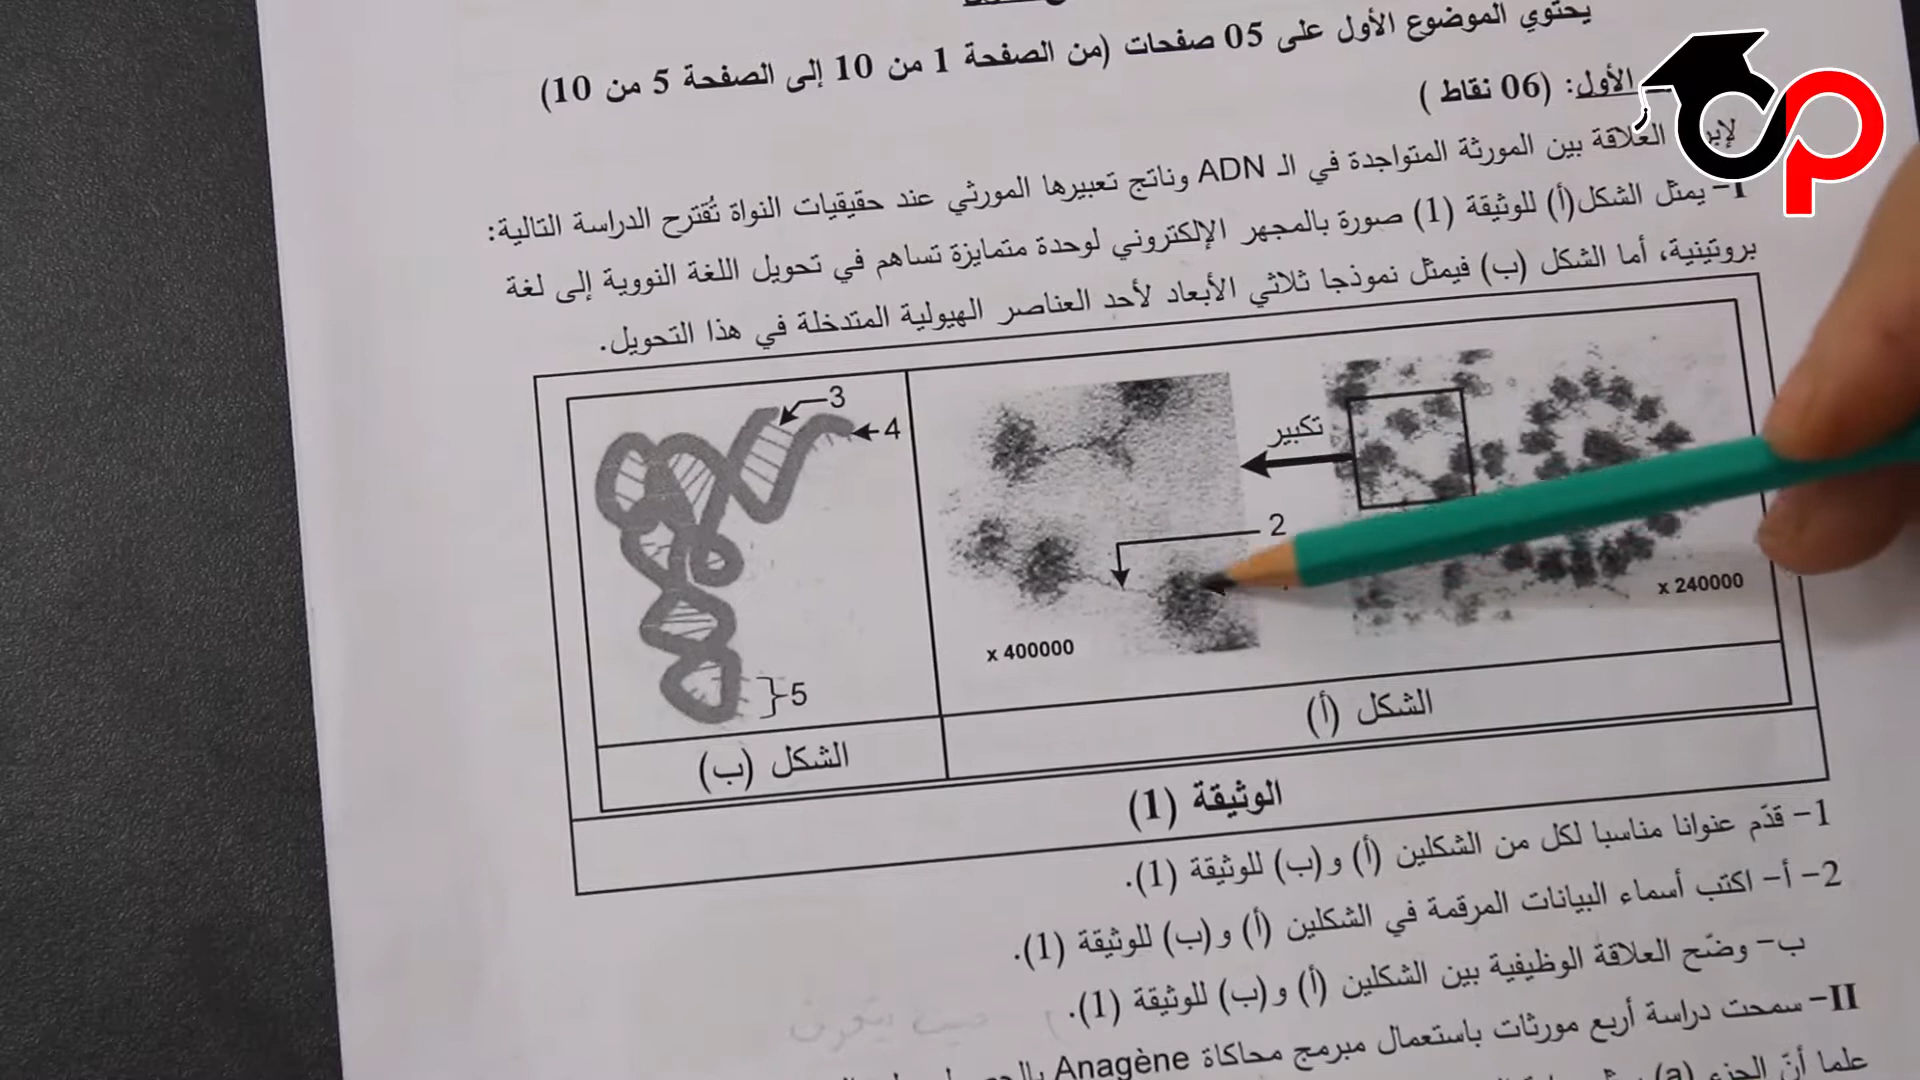 يحتوي الموضوع الأول على 05 صفحات (من الصفحة 1 من 10 إلى الصفحة 5 من 10)
الأول: (06 نقاط )
العلاقة بين المورثة المتواجدة في الـ ADN وناتج تعبيرها المورثي عند حقيقيات النواة تُقترح الدراسة التالية:
I- يمثل الشكل(أ) للوثيقة (1) صورة بالمجهر الإلكتروني لوحدة متمايزة تساهم في تحويل اللغة النووية إلى لغة
بروتينية، أما الشكل (ب) فيمثل نموذجا ثلاثي الأبعاد لأحد العناصر الهيولية المتدخلة في هذا التحويل.
تكبير
2
x 240000
x 400000
3
4
5
الشكل (أ)
الشكل (ب)
الوثيقة (1)
1- قدّم عنوانا مناسبا لكل من الشكلين (أ) و(ب) للوثيقة (1).
2- أ- اكتب أسماء البيانات المرقمة في الشكلين (أ) و(ب) للوثيقة (1).
ب- وضّح العلاقة الوظيفية بين الشكلين (أ) و(ب) للوثيقة (1).
II- سمحت دراسة أربع مورثات باستعمال مبرمج محاكاة Anagène
علما أنّ الجزء (a)